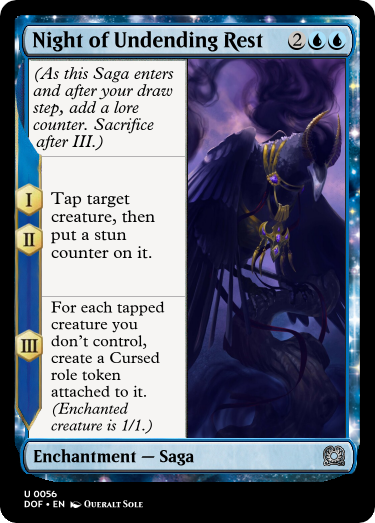 Night of Undending Rest 2
(As this Saga enters
and after your draw
step, add a lore
counter. Sacrifice
after III.)
I
II
Tap target
creature, then
put a stun
counter on it.
III
For each tapped
creature you
don't control,
create a Cursed
role token
attached to it.
(Enchanted
creature is 1/1.)
Enchantment — Saga
U 0056
DOF • EN Queralt Sole